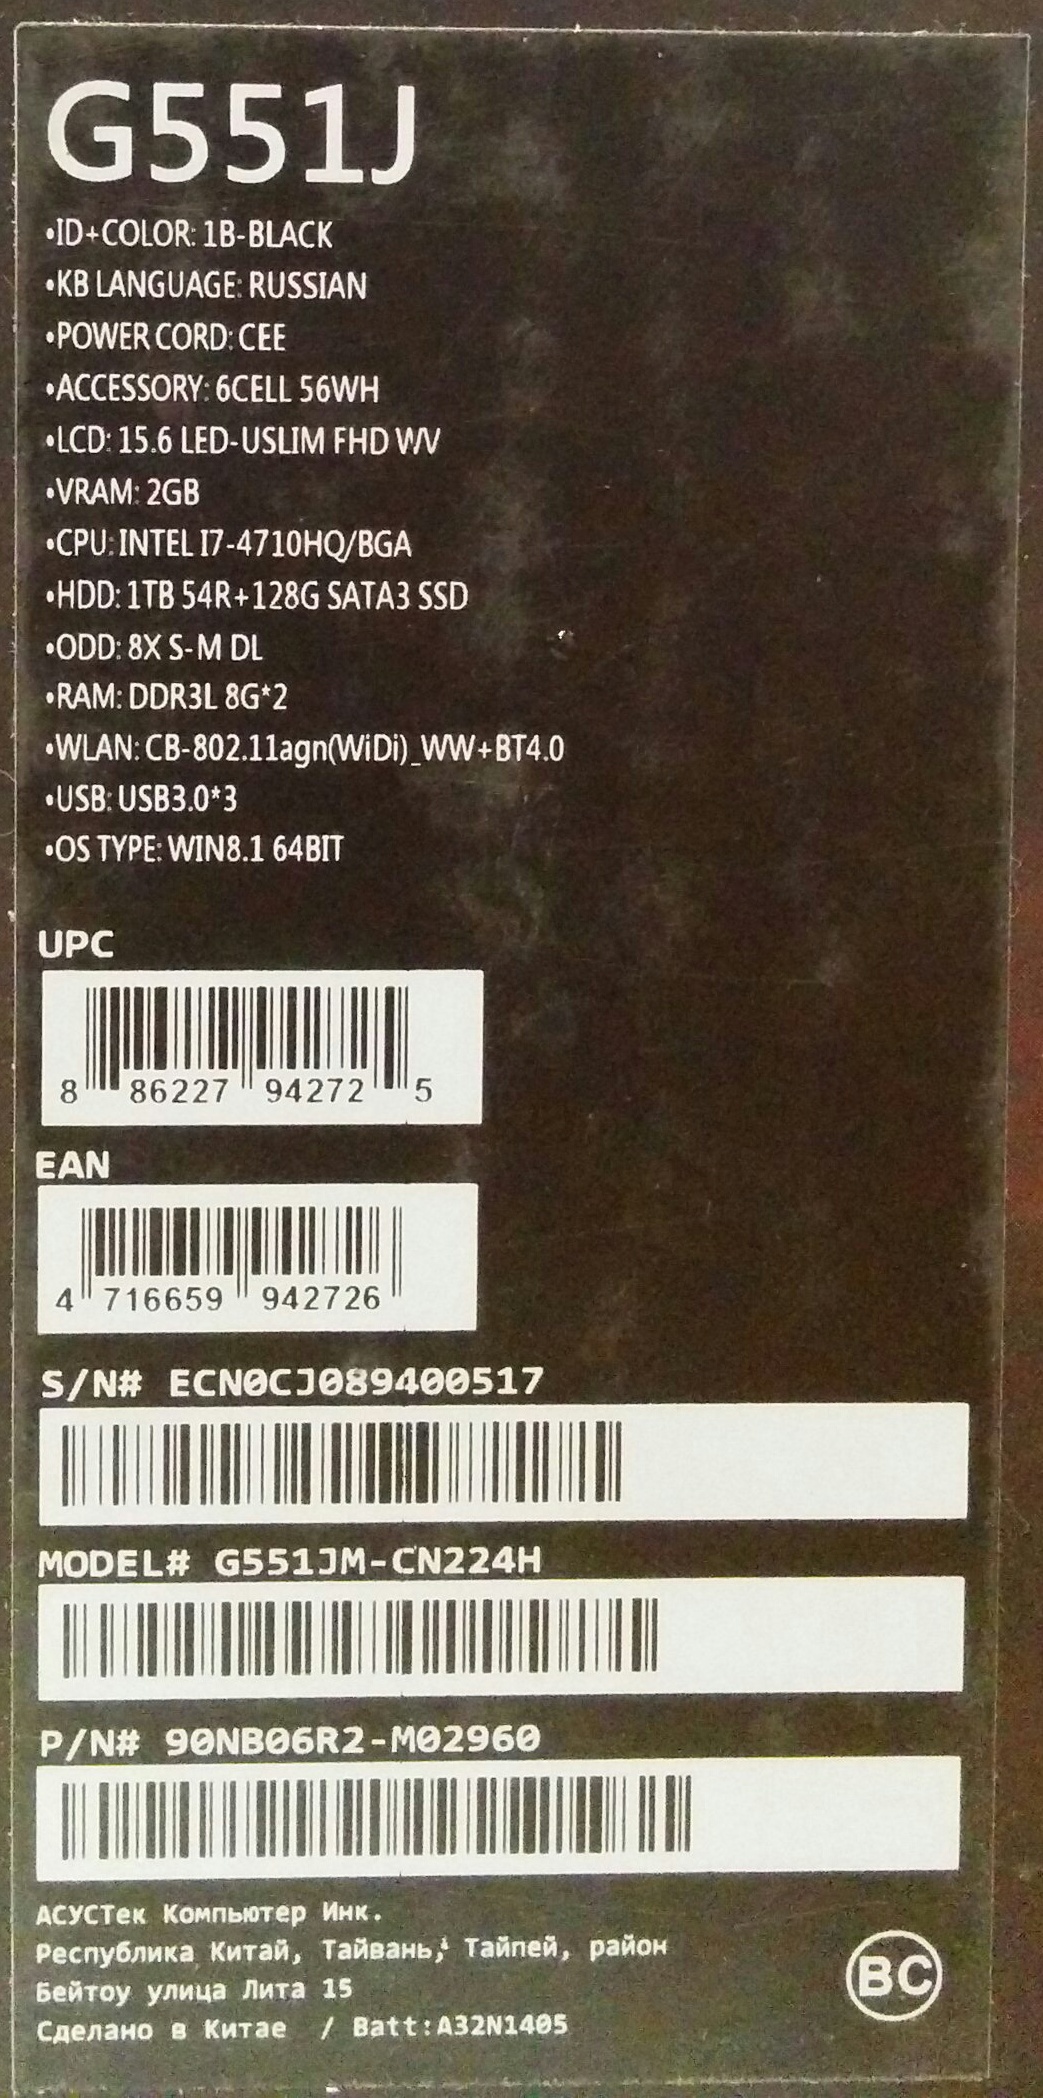 G551J
•ID+COLOR: 1B-BLACK
•KB LANGUAGE: RUSSIAN
•POWER CORD: CEE
•ACCESSORY: 6CELL 56WH
•LCD: 15.6 LED-USLIM FHD WV
•VRAM: 2GB
•CPU: INTEL I7-4710HQ/BGA
•HDD: 1TB 54R+128G SATA3 SSD
•ODD: 8X S-M DL
•RAM: DDR3L 8G*2
•WLAN: CB-802.11agn(WiDi)_WW+BT4.0
•USB: USB3.0*3
•OS TYPE: WIN8.1 64BIT
UPC
8 86227 94272 5
EAN
4 716659 942726
S/N# ECN0CJ089400517
MODEL# G551JM-CN224H
P/N# 90NB06R2-M02960
АСУСТек Компьютер Инк.
Республика Китай, Тайвань, Тайпей, район
Бейтоу улица Лита 15
Сделано в Китае / Batt:A32N1405
BC